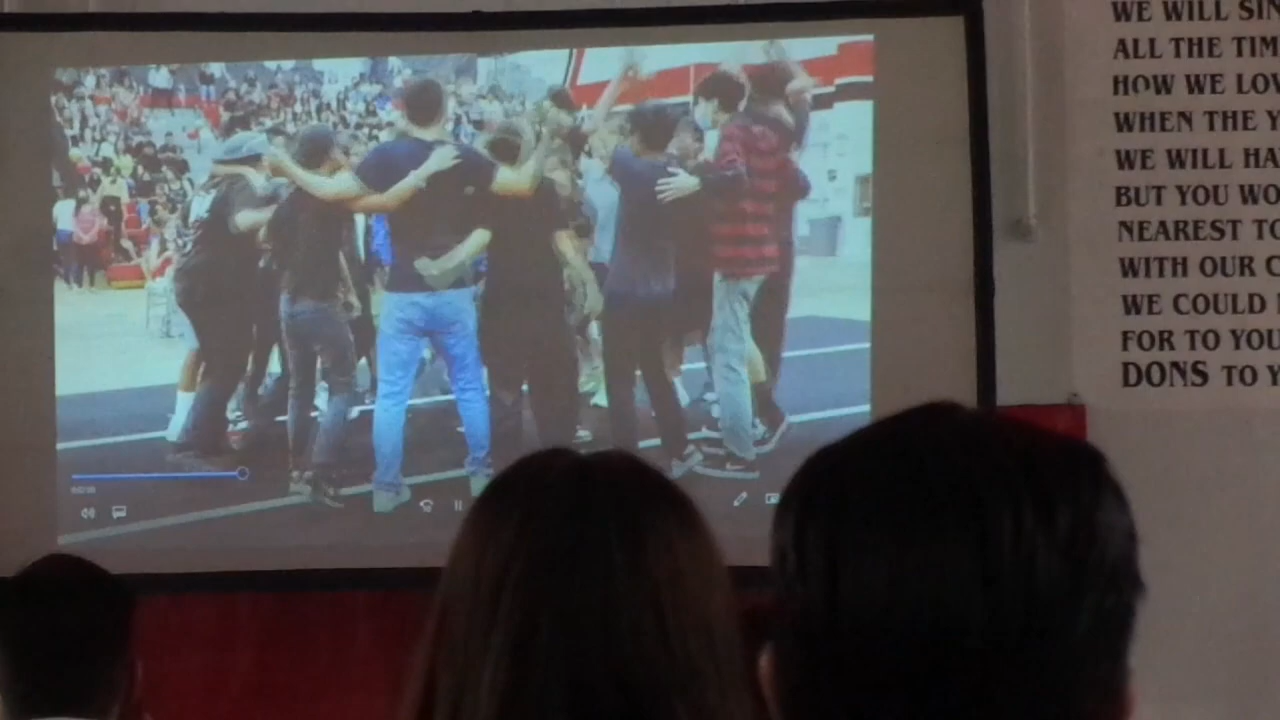 WE WILL SIN
ALL THE TIM
HOW WE LOV
WHEN THE Y
WE WILL HA
BUT YOU WO
NEAREST TO
WITH OUR C
WE COULD
FOR TO YOU
DONS TO Y